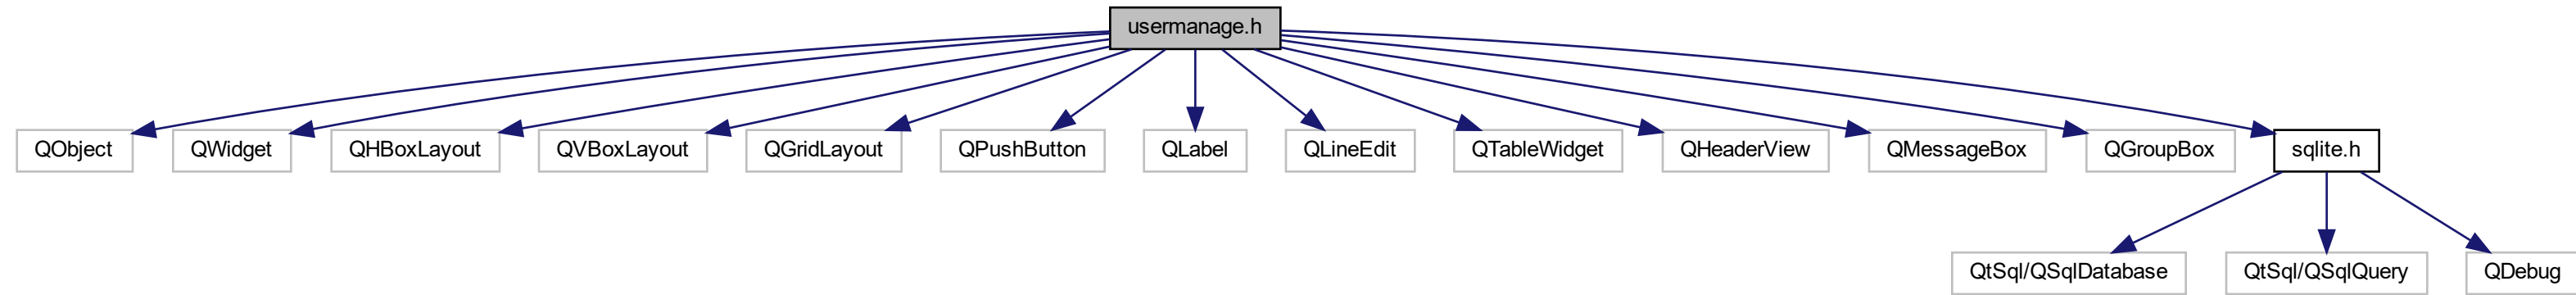 usermanage.h
QObject
QWidget
QHBoxLayout
QVBoxLayout
QGridLayout
QPushButton
QLabel
QLineEdit
QTableWidget
QHeaderView
QMessageBox
QGroupBox
sqlite.h
QtSql/QSqlDatabase
QtSql/QSqlQuery
QDebug